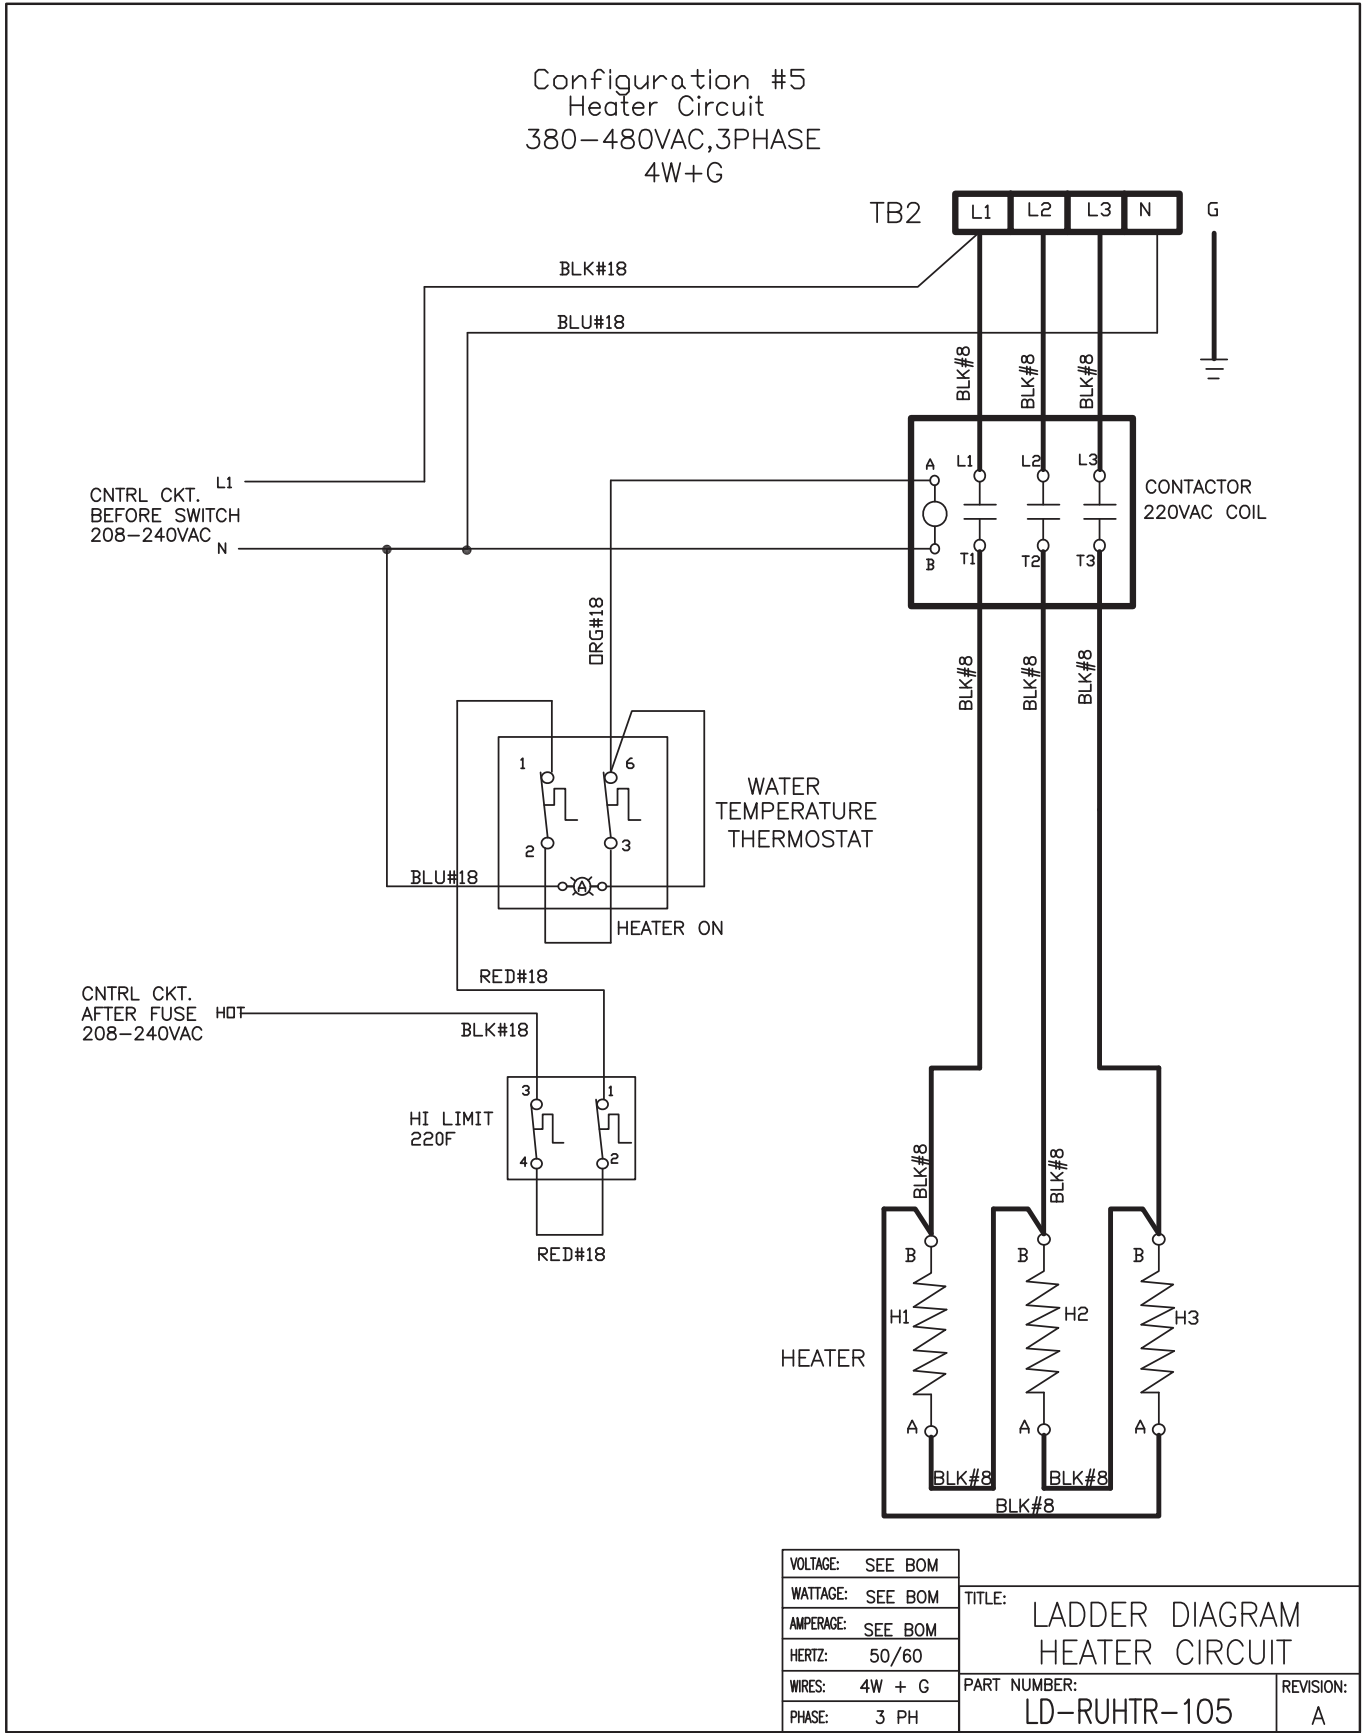 Configuration #5
Heater Circuit
380-480VAC,3PHASE
4W+G
TB2
L1 L2 L3 N G
BLK#18
BLU#18
BLK#8
BLK#8
BLK#8
A L1 L2 L3
B T1 T2 T3
CONTACTOR
220VAC COIL
L1
CNTRL CKT.
BEFORE SWITCH
208-240VAC
N
ORG#18
BLK#8
BLK#8
BLK#8
1 6
2 3
WATER
TEMPERATURE
THERMOSTAT
BLU#18
A
HEATER ON
RED#18
CNTRL CKT.
AFTER FUSE HOT
208-240VAC
BLK#18
3 1
4 2
HI LIMIT
220F
RED#18
BLK#8
BLK#8
B B B
H1 H2 H3
HEATER
A A A
BLK#8 BLK#8
BLK#8
VOLTAGE: SEE BOM
WATTAGE: SEE BOM
AMPERAGE: SEE BOM
HERTZ: 50/60
WIRES: 4W + G
PHASE: 3 PH
TITLE: LADDER DIAGRAM
HEATER CIRCUIT
PART NUMBER:
LD-RUHTR-105
REVISION:
A